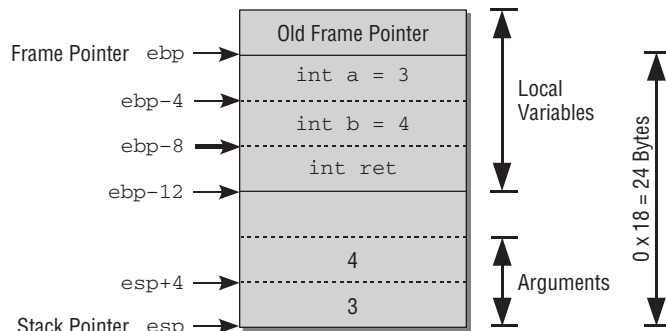 Old Frame Pointer
Frame Pointer ebp
int a = 3
ebp-4
Local
Variables
int b = 4
ebp-8
int ret
ebp-12
0 x 18 = 24 Bytes
4
esp+4
Arguments
3
Stack Pointer esp